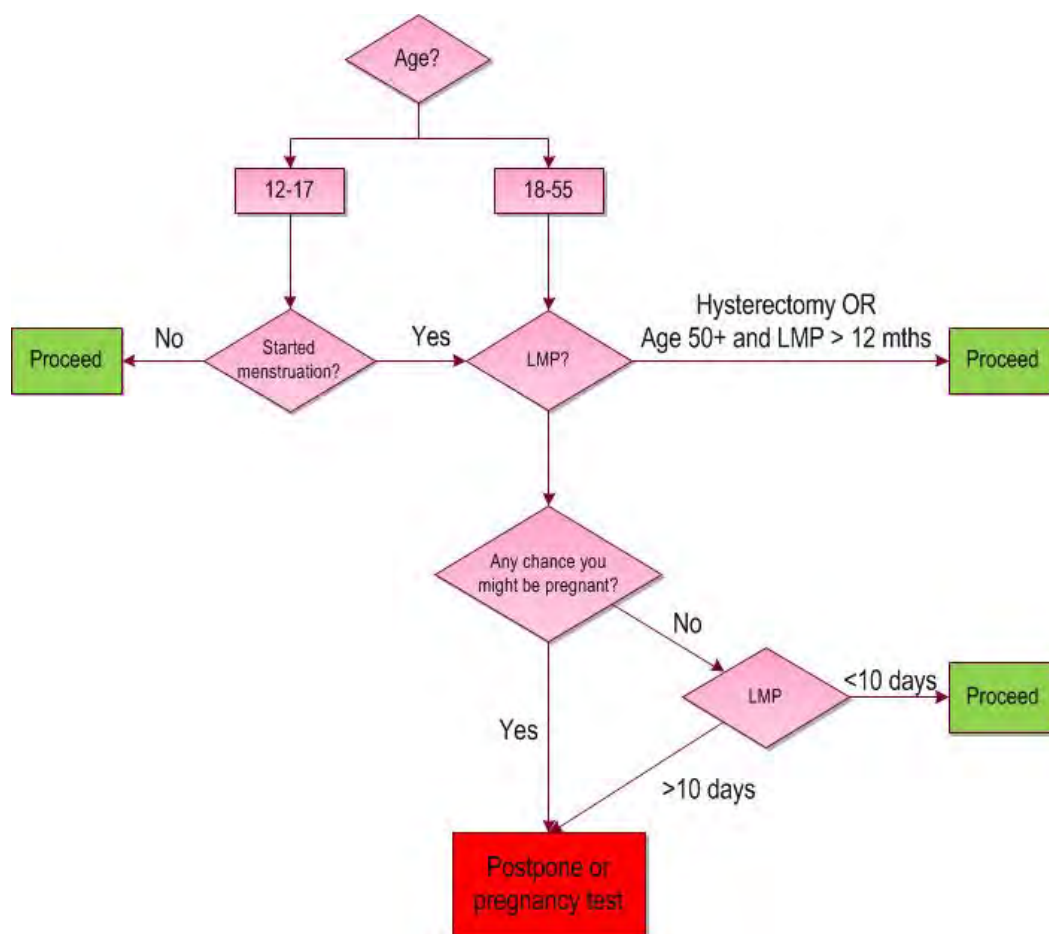 Age?
12-17
18-55
Hysterectomy OR
Age 50+ and LMP > 12 mths
Proceed
No
Started
menstruation?
Yes
LMP?
Proceed
Any chance you
might be pregnant?
No
Yes
LMP
<10 days
Proceed
>10 days
Postpone or
pregnancy test